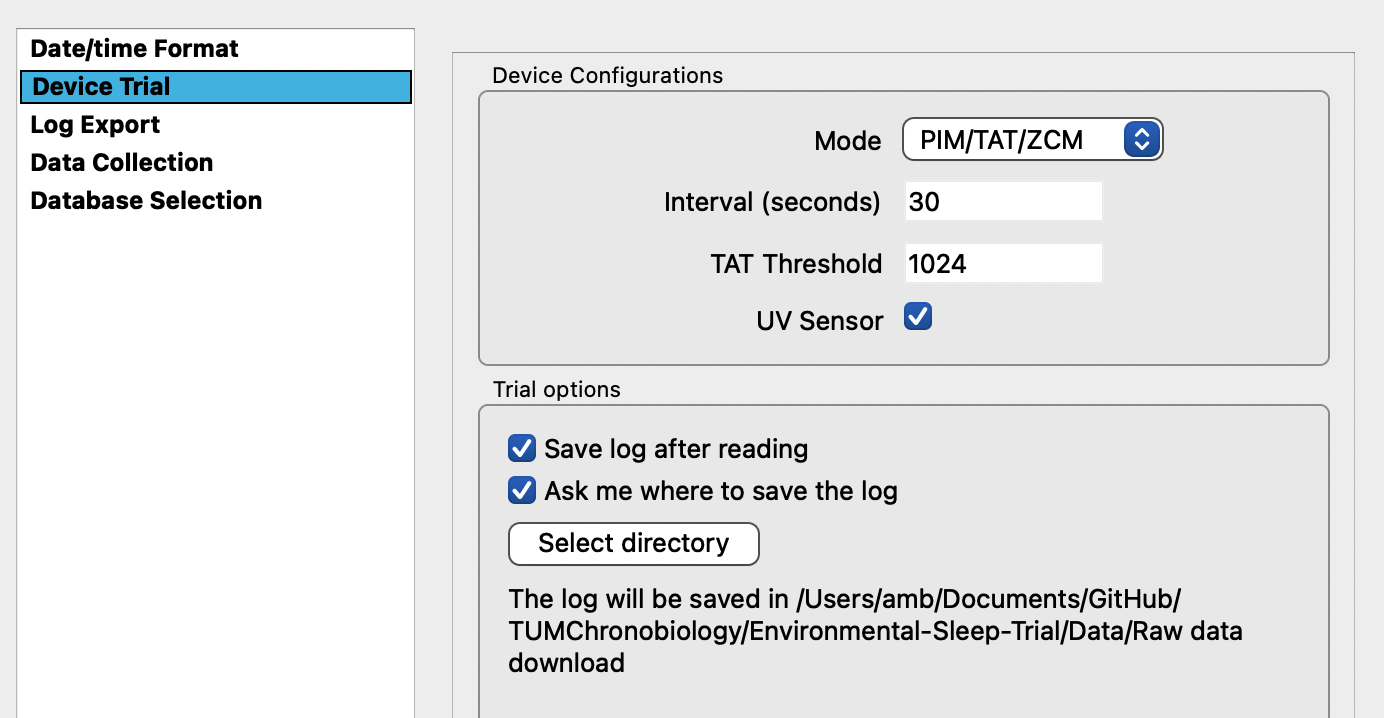 Date/time Format
Device Trial
Log Export
Data Collection
Database Selection
Device Configurations
Mode PIM/TAT/ZCM
Interval (seconds) 30
TAT Threshold 1024
UV Sensor
Trial options
Save log after reading
Ask me where to save the log
Select directory
The log will be saved in /Users/amb/Documents/GitHub/
TUMChronobiology/Environmental-Sleep-Trial/Data/Raw data
download